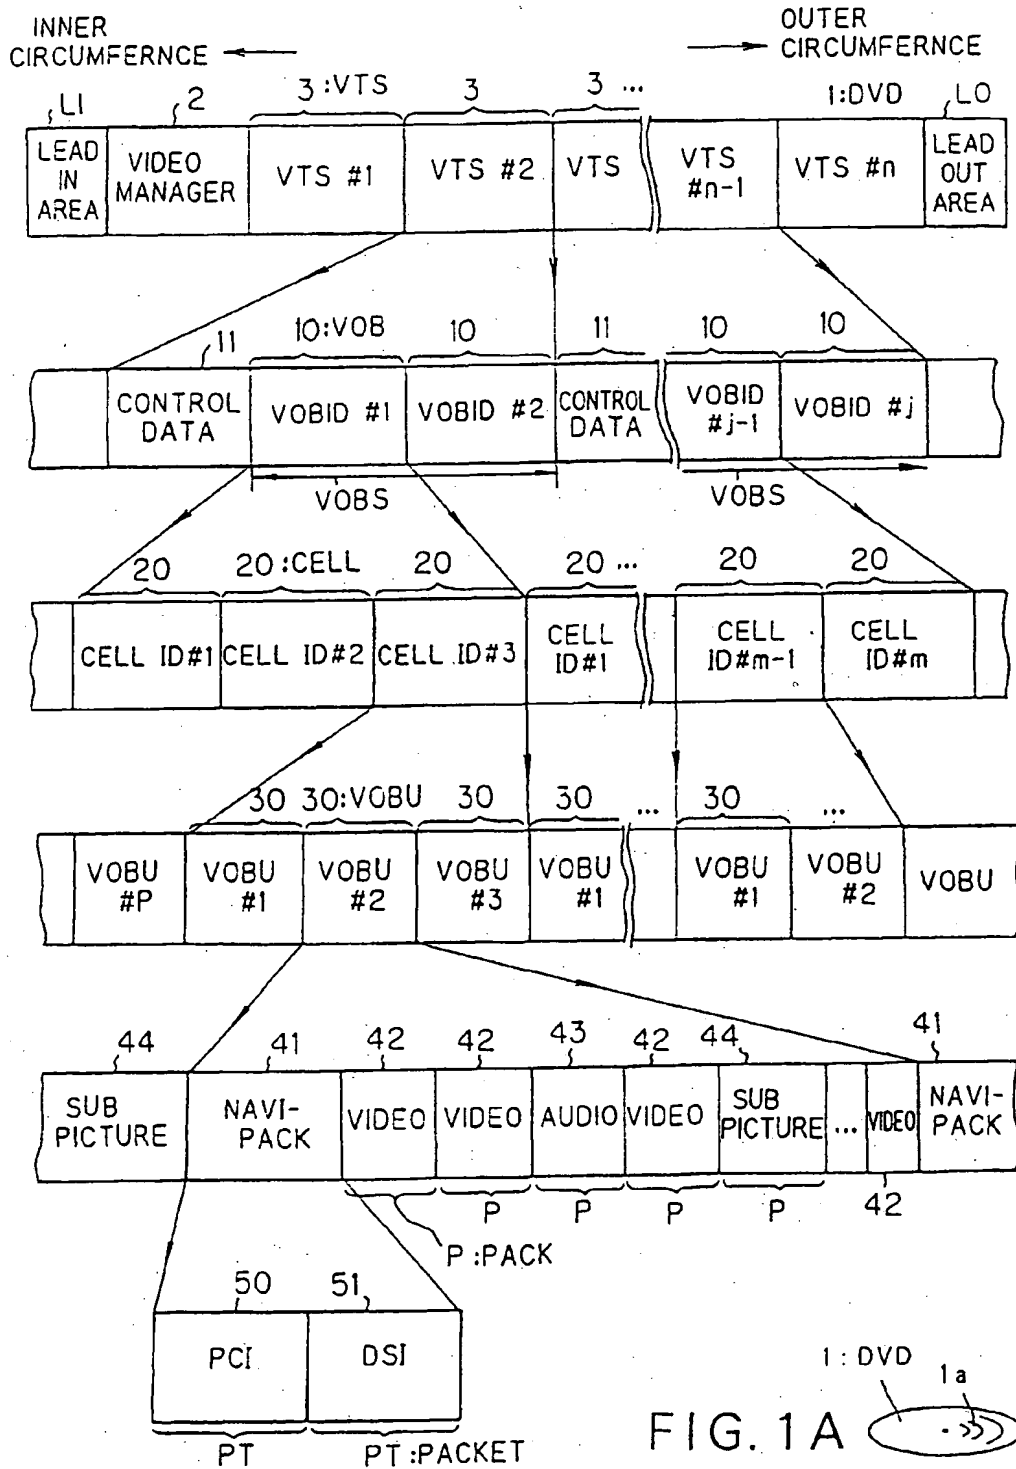 INNER
CIRCUMFERNCE
OUTER
CIRCUMFERNCE
LI 2 3:VTS 3 3 ... 1:DVD LO
LEAD IN AREA
VIDEO MANAGER
VTS #1
VTS #2
VTS
VTS #n-1
VTS #n
LEAD OUT AREA
11 10:VOB 10 11 10 10
CONTROL DATA
VOBID #1
VOBID #2
CONTROL DATA
VOBID #j-1
VOBID #j
VOBS VOBS
20 20:CELL 20 20 ... 20 20
CELL ID#1
CELL ID#2
CELL ID#3
CELL ID#1
CELL ID#m-1
CELL ID#m
30 30:VOBU 30 30 ... 30 ...
VOBU #P
VOBU #1
VOBU #2
VOBU #3
VOBU #1
VOBU #1
VOBU #2
VOBU
44 41 42 42 43 42 44 41
SUB PICTURE
NAVI-PACK
VIDEO
VIDEO
AUDIO
VIDEO
SUB PICTURE
...
VIDEO
NAVI-PACK
P P P P 42
P:PACK
50 51
PCI DSI
PT PT:PACKET
1:DVD 1a
FIG. 1A